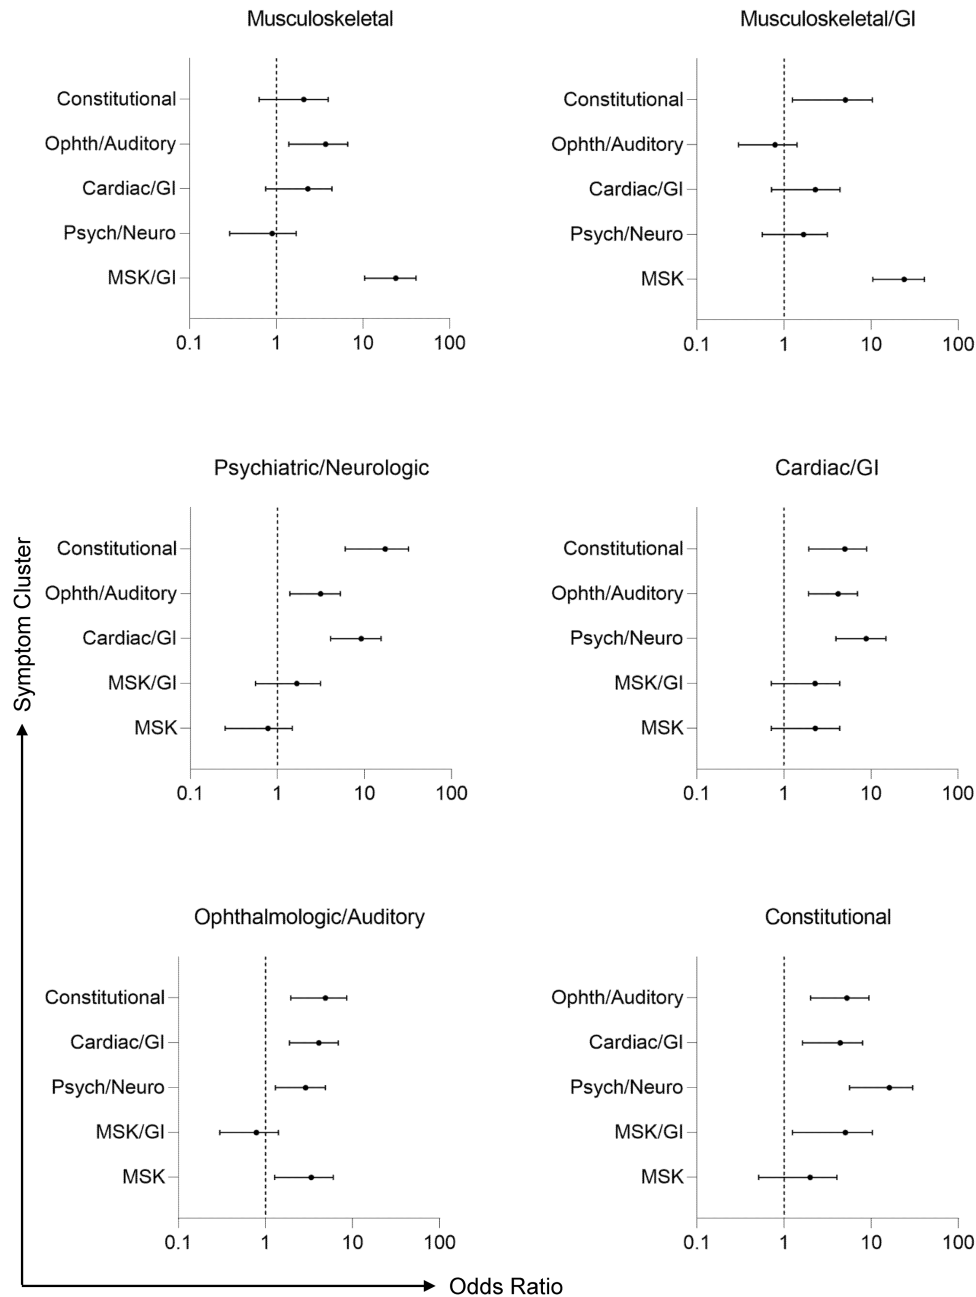 Musculoskeletal
Constitutional
Ophth/Auditory
Cardiac/GI
Psych/Neuro
MSK/GI
0.1 1 10 100
Musculoskeletal/GI
Constitutional
Ophth/Auditory
Cardiac/GI
Psych/Neuro
MSK
0.1 1 10 100
Psychiatric/Neurologic
Constitutional
Ophth/Auditory
Cardiac/GI
MSK/GI
MSK
0.1 1 10 100
Cardiac/GI
Constitutional
Ophth/Auditory
Psych/Neuro
MSK/GI
MSK
0.1 1 10 100
Ophthalmologic/Auditory
Constitutional
Cardiac/GI
Psych/Neuro
MSK/GI
MSK
0.1 1 10 100
Constitutional
Ophth/Auditory
Cardiac/GI
Psych/Neuro
MSK/GI
MSK
0.1 1 10 100
Symptom Cluster
Odds Ratio